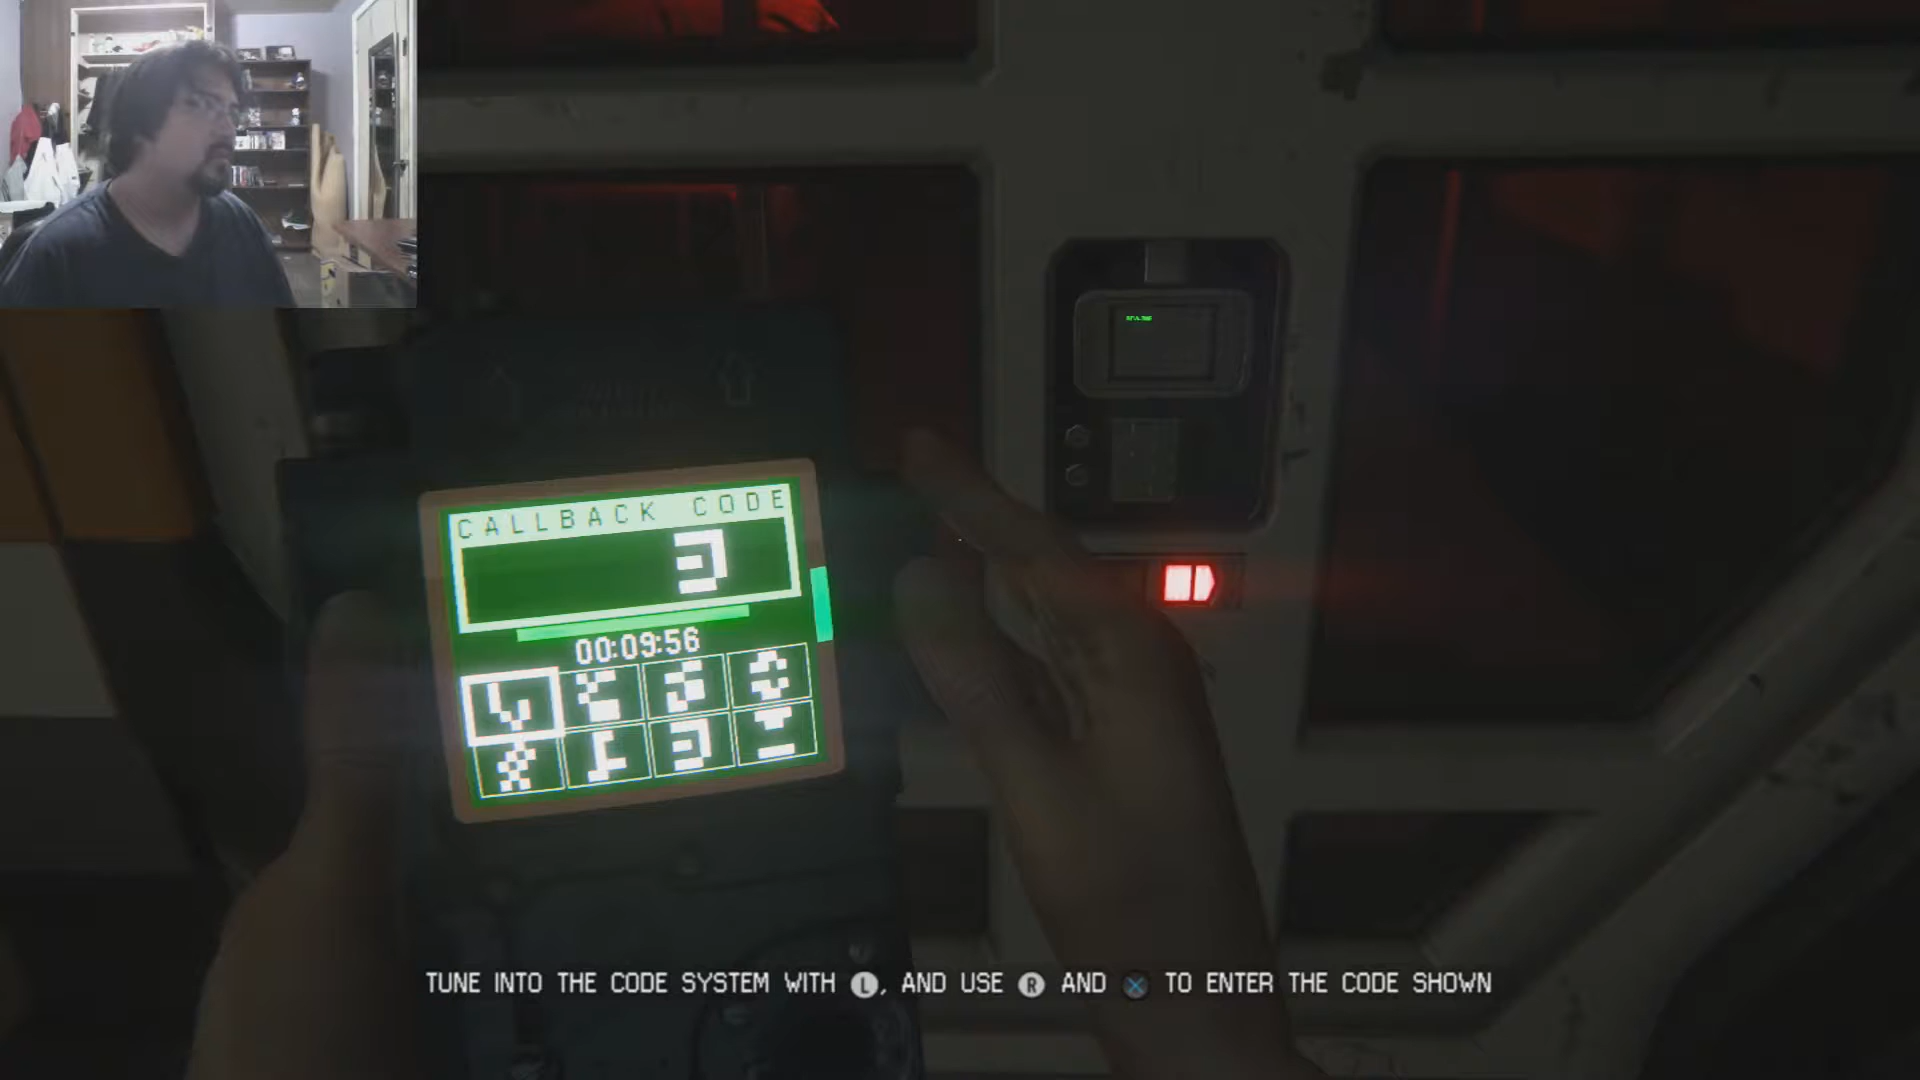 CALLBACK CODE
00:09:56
TUNE INTO THE CODE SYSTEM WITH L, AND USE R AND X TO ENTER THE CODE SHOWN